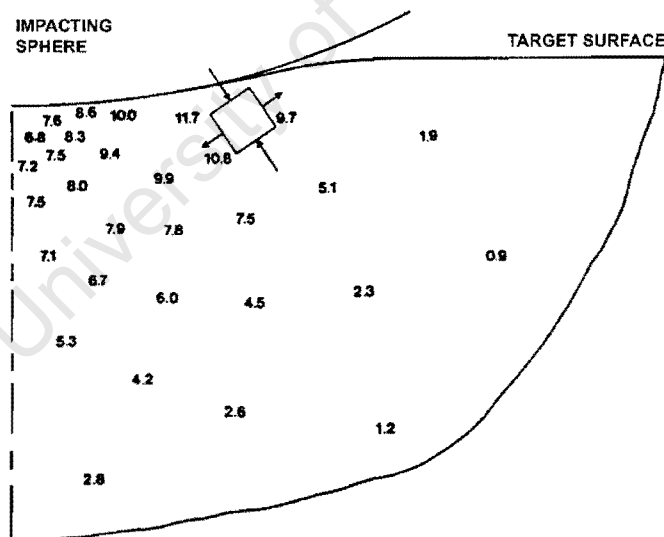 IMPACTING
SPHERE
TARGET SURFACE
7.6 8.6 10.0 11.7 9.7
6.8 8.3 1.9
7.2 7.5 9.4 10.8
7.5 8.0 9.9 5.1
7.9 7.8 7.5
7.1 0.9
6.7 6.0 4.5 2.3
5.3
4.2
2.6 1.2
2.8
University of